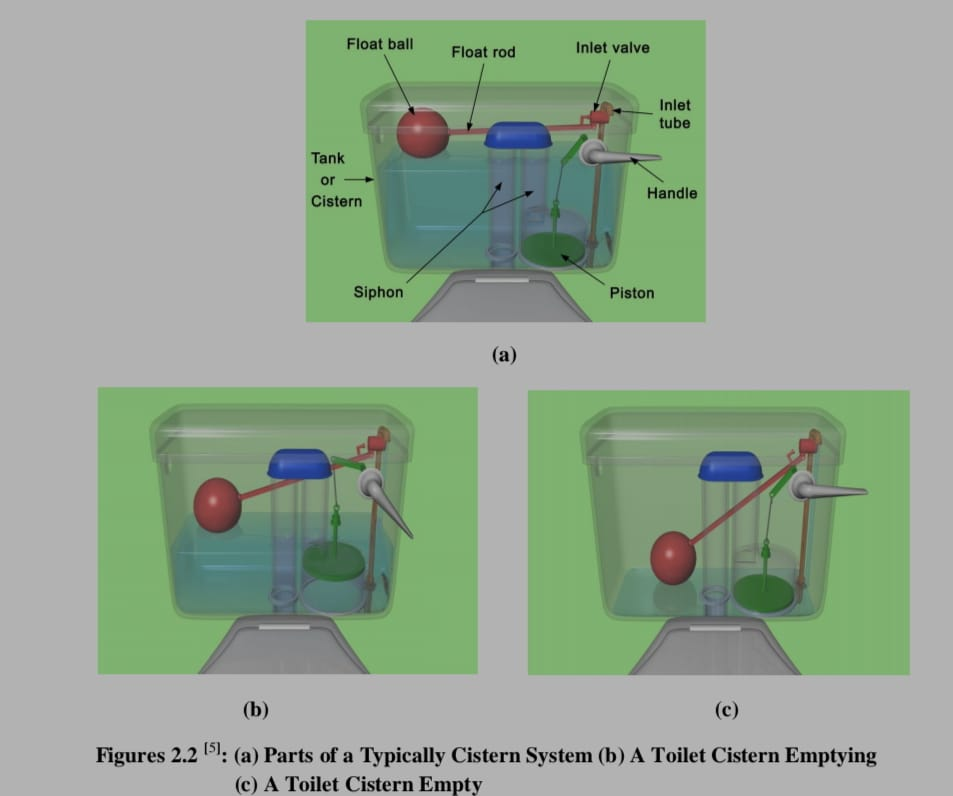 Float ball
Float rod
Inlet valve
Inlet
tube
Tank
or
Cistern
Handle
Siphon
Piston
(a)
(b)
(c)
Figures 2.2 [5]: (a) Parts of a Typically Cistern System (b) A Toilet Cistern Emptying
(c) A Toilet Cistern Empty